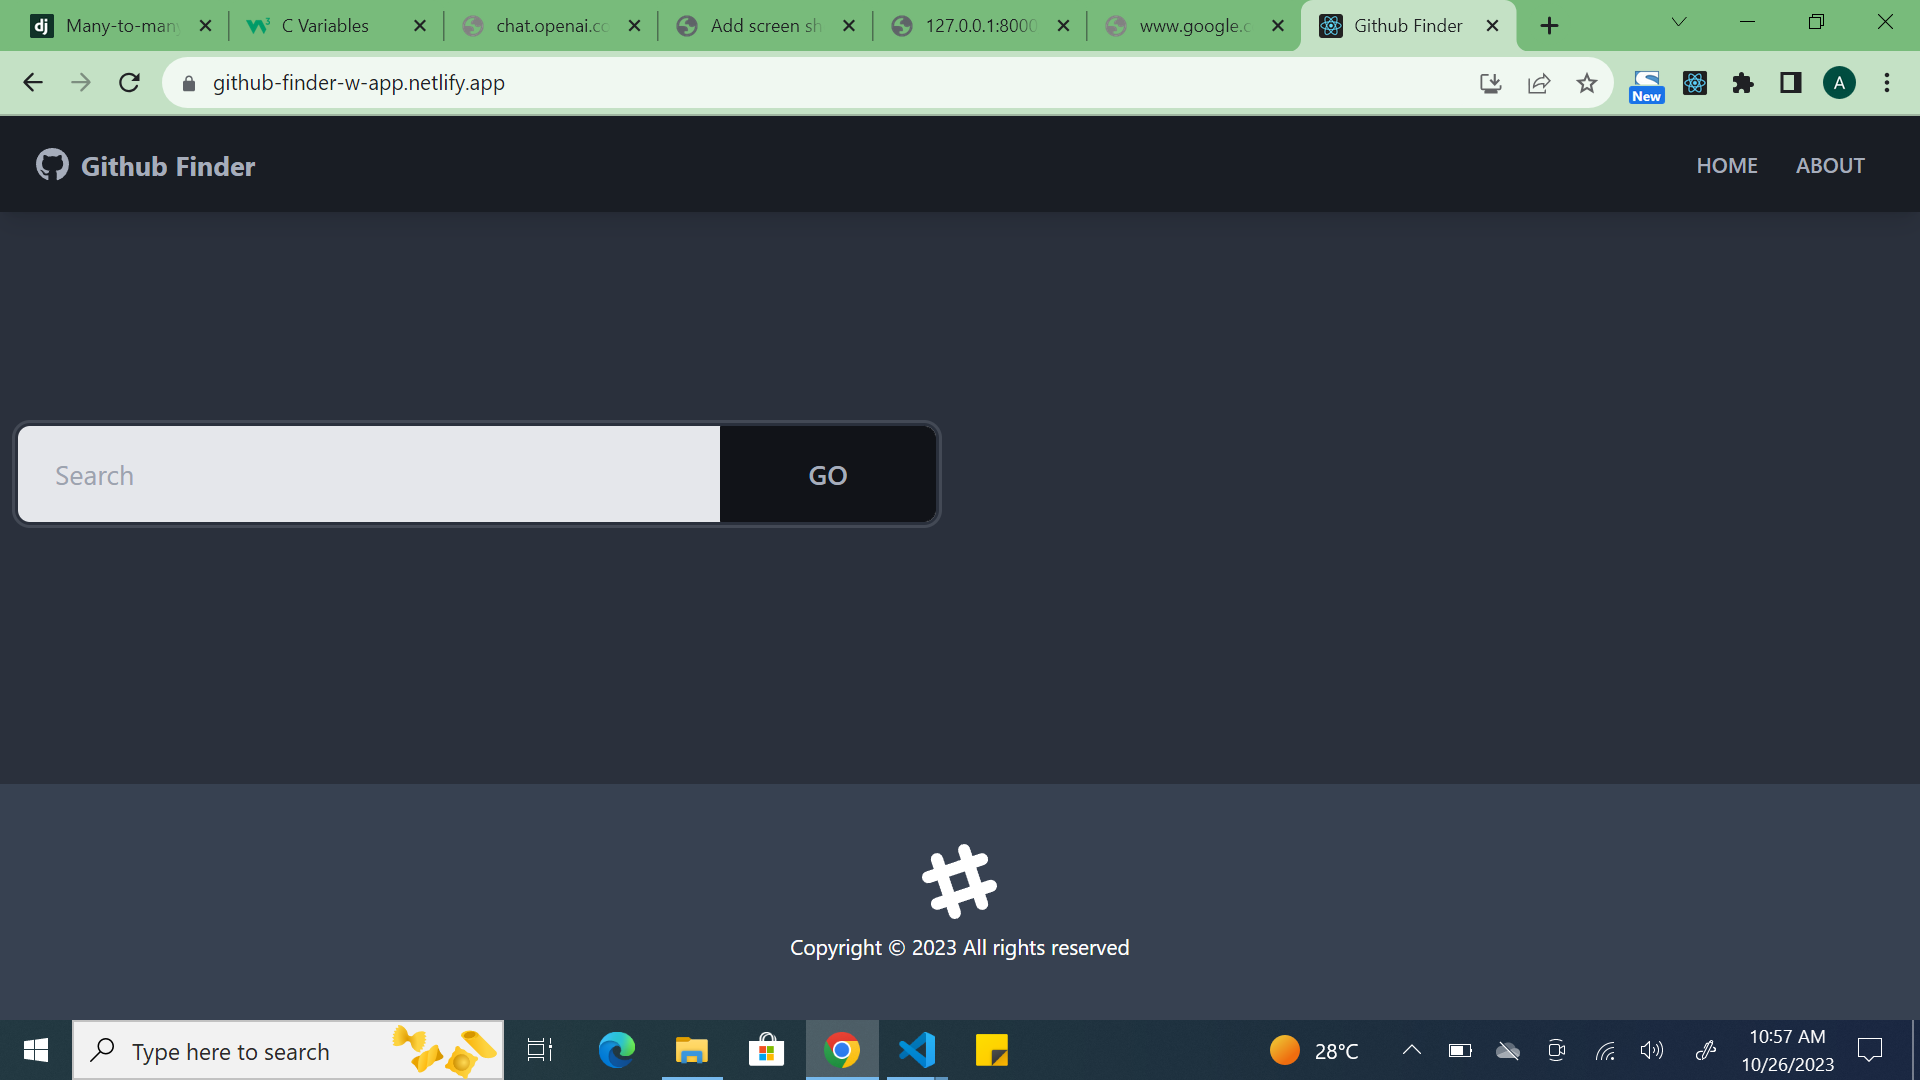 dj Many-to-man
C Variables
chat.openai.co
Add screen sh
127.0.0.1:8000
www.google.c
Github Finder
github-finder-w-app.netlify.app
New
A
Github Finder
HOME
ABOUT
Search
GO
Copyright © 2023 All rights reserved
Type here to search
28°C
10:57 AM
10/26/2023